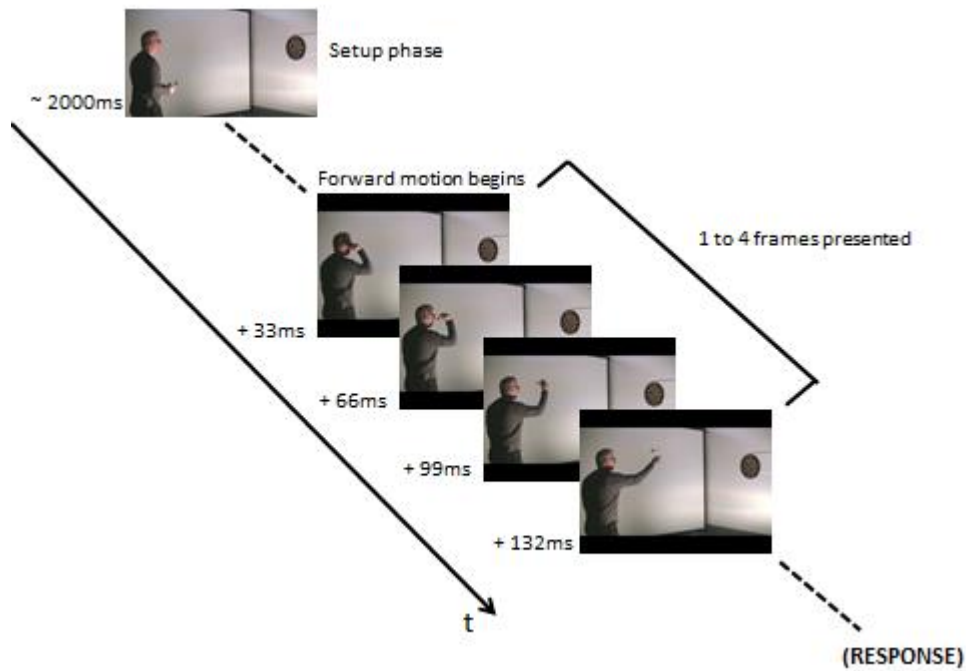 Setup phase
~ 2000ms
Forward motion begins
1 to 4 frames presented
+ 33ms
+ 66ms
+ 99ms
+ 132ms
t
(RESPONSE)